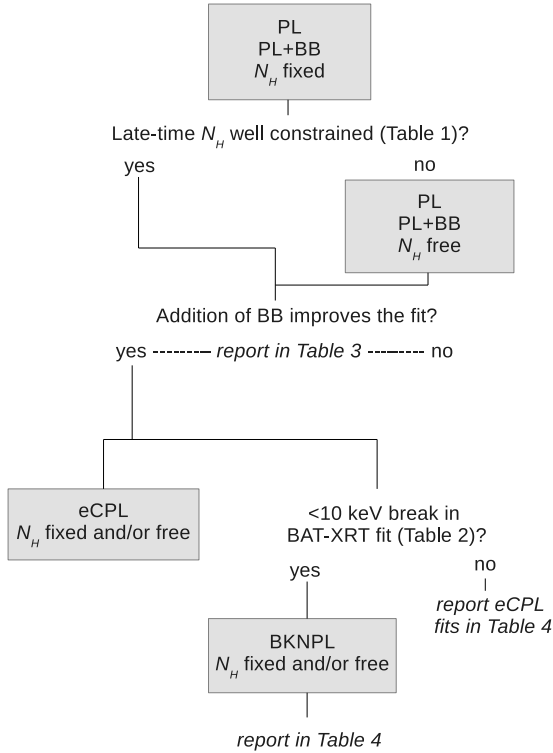 PL
PL+BB
N_H fixed
Late-time N_H well constrained (Table 1)?
yes
no
PL
PL+BB
N_H free
Addition of BB improves the fit?
yes -------- report in Table 3 -------- no
eCPL
N_H fixed and/or free
<10 keV break in
BAT-XRT fit (Table 2)?
yes
no
report eCPL
fits in Table 4
BKNPL
N_H fixed and/or free
report in Table 4